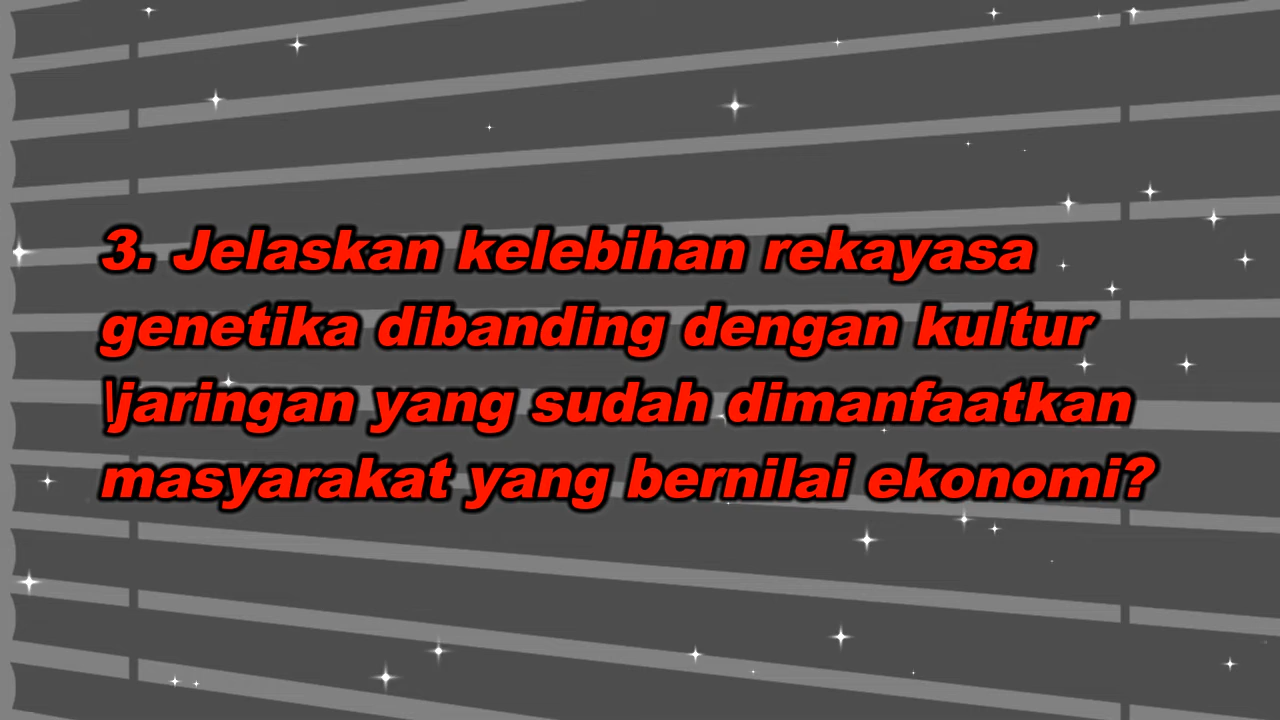 3. Jelaskan kelebihan rekayasa
genetika dibanding dengan kultur
\jaringan yang sudah dimanfaatkan
masyarakat yang bernilai ekonomi?